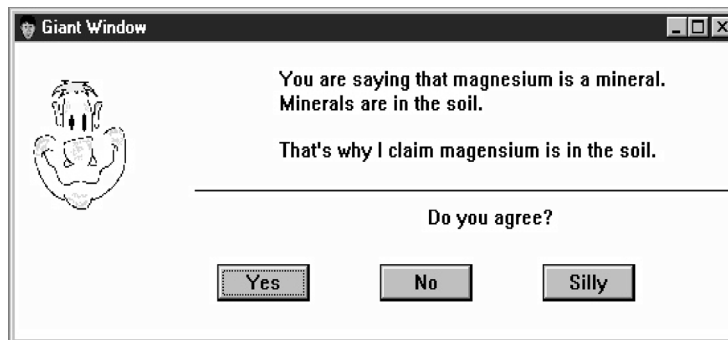 Giant Window
You are saying that magnesium is a mineral.
Minerals are in the soil.
That's why I claim magensium is in the soil.
Do you agree?
Yes No Silly